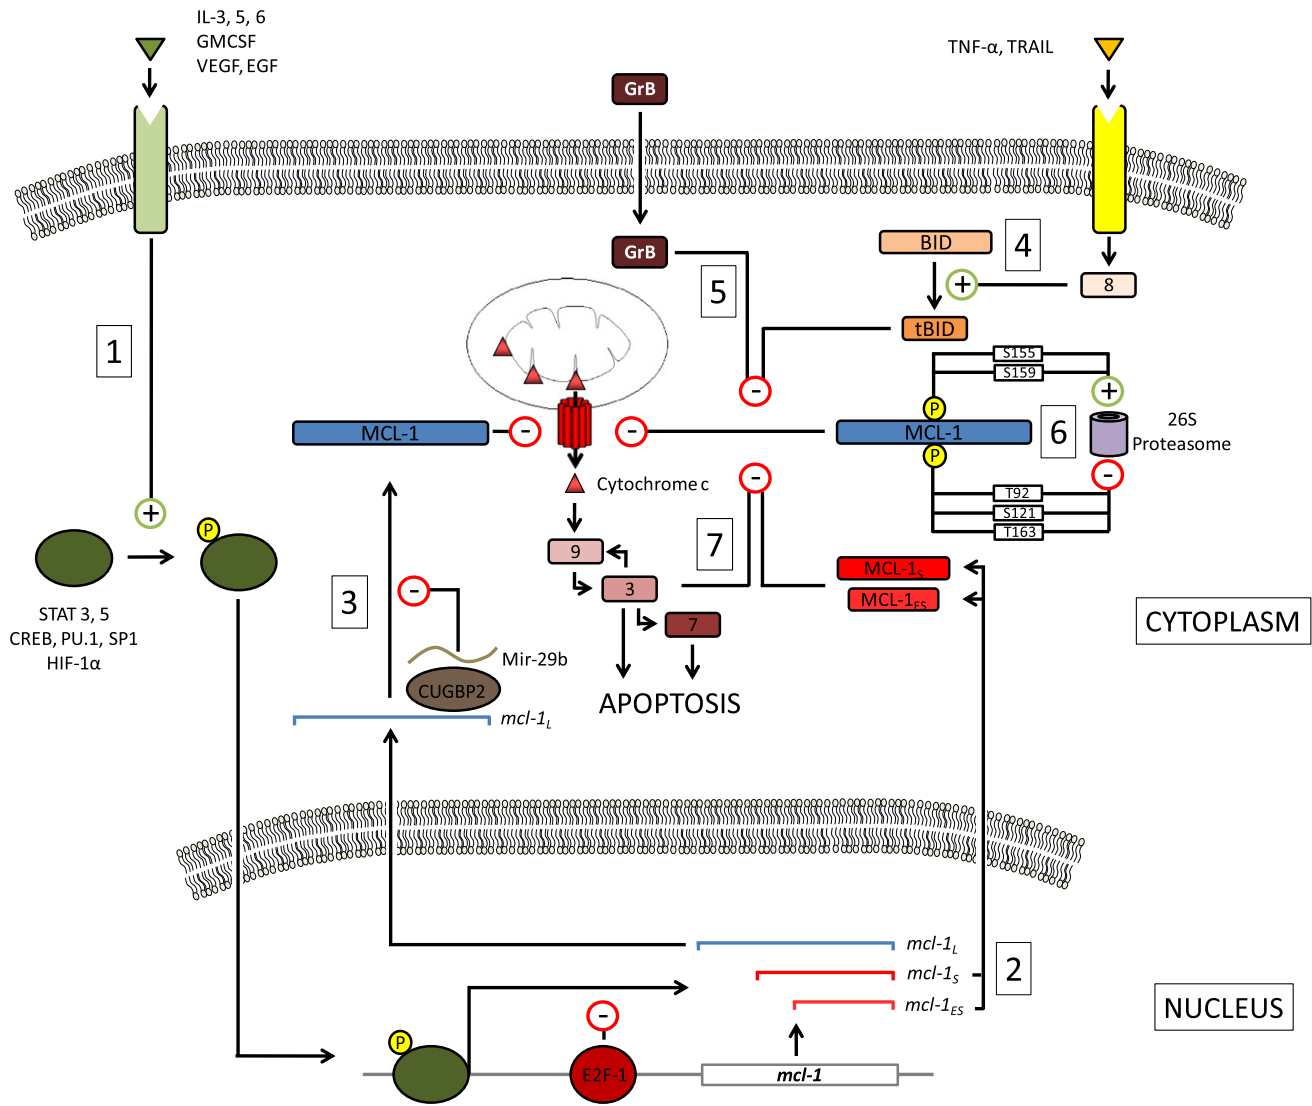 IL-3, 5, 6
GMCSF
VEGF, EGF
TNF-α, TRAIL
GrB
GrB
BID
4
8
+
5
tBID
1
S155
S159
-
+
P
MCL-1
-
-
MCL-1
6
26S
Proteasome
P
-
-
Cytochrome c
T92
S121
T163
+
P
9
7
3
MCL-1S
MCL-1ES
-
3
7
STAT 3, 5
CREB, PU.1, SP1
HIF-1α
CYTOPLASM
Mir-29b
CUGBP2
APOPTOSIS
mcl-1L
mcl-1L
mcl-1S
2
mcl-1ES
NUCLEUS
-
P
E2F-1
mcl-1